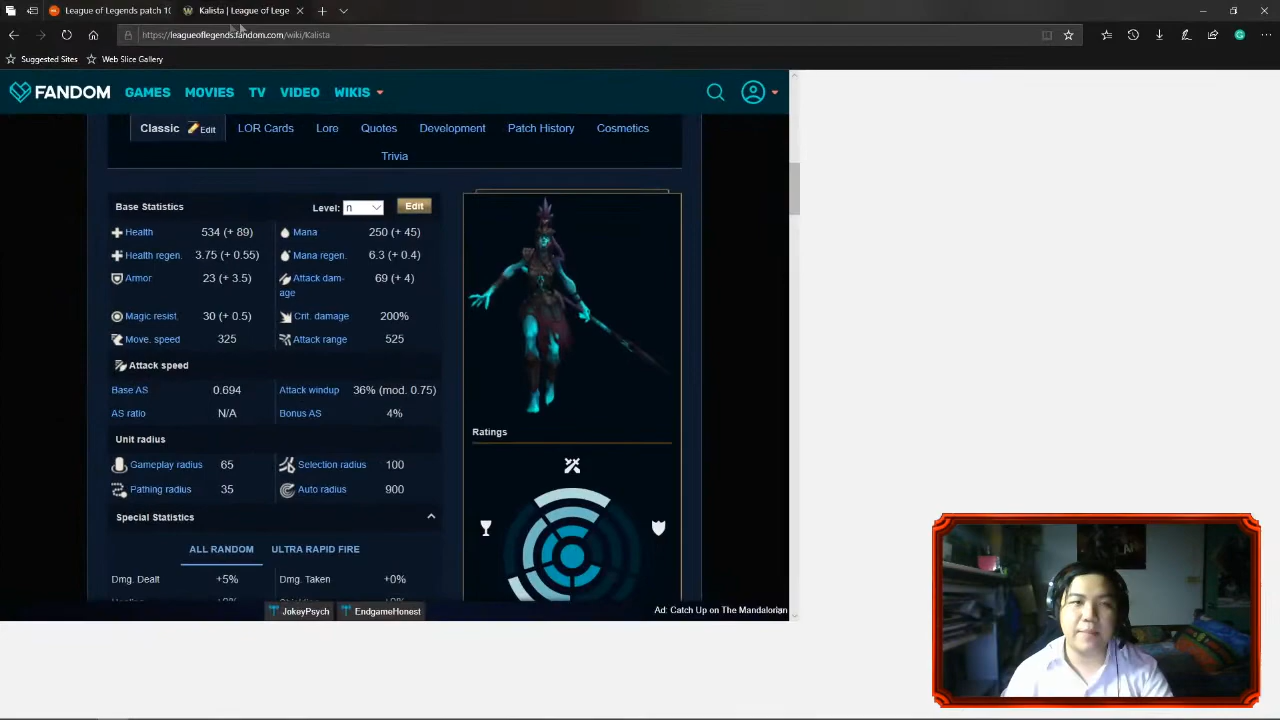 League of Legends patch 10
Kalista | League of Lege
https://leagueoflegends.fandom.com/wiki/Kalista
Suggested Sites
Web Slice Gallery
FANDOM GAMES MOVIES TV VIDEO WIKIS
Classic Edit LOR Cards Lore Quotes Development Patch History Cosmetics
Trivia
Base Statistics Level: n Edit
Health 534 (+ 89) Mana 250 (+ 45)
Health regen. 3.75 (+ 0.55) Mana regen. 6.3 (+ 0.4)
Armor 23 (+ 3.5) Attack dam- 69 (+ 4)
age
Magic resist. 30 (+ 0.5) Crit. damage 200%
Move. speed 325 Attack range 525
Attack speed
Base AS 0.694 Attack windup 36% (mod. 0.75)
AS ratio N/A Bonus AS 4%
Unit radius
Gameplay radius 65 Selection radius 100
Pathing radius 35 Auto radius 900
Special Statistics
ALL RANDOM ULTRA RAPID FIRE
Dmg. Dealt +5% Dmg. Taken +0%
Ratings
JokeyPsych EndgameHonest
Ad: Catch Up on The Mandalorian